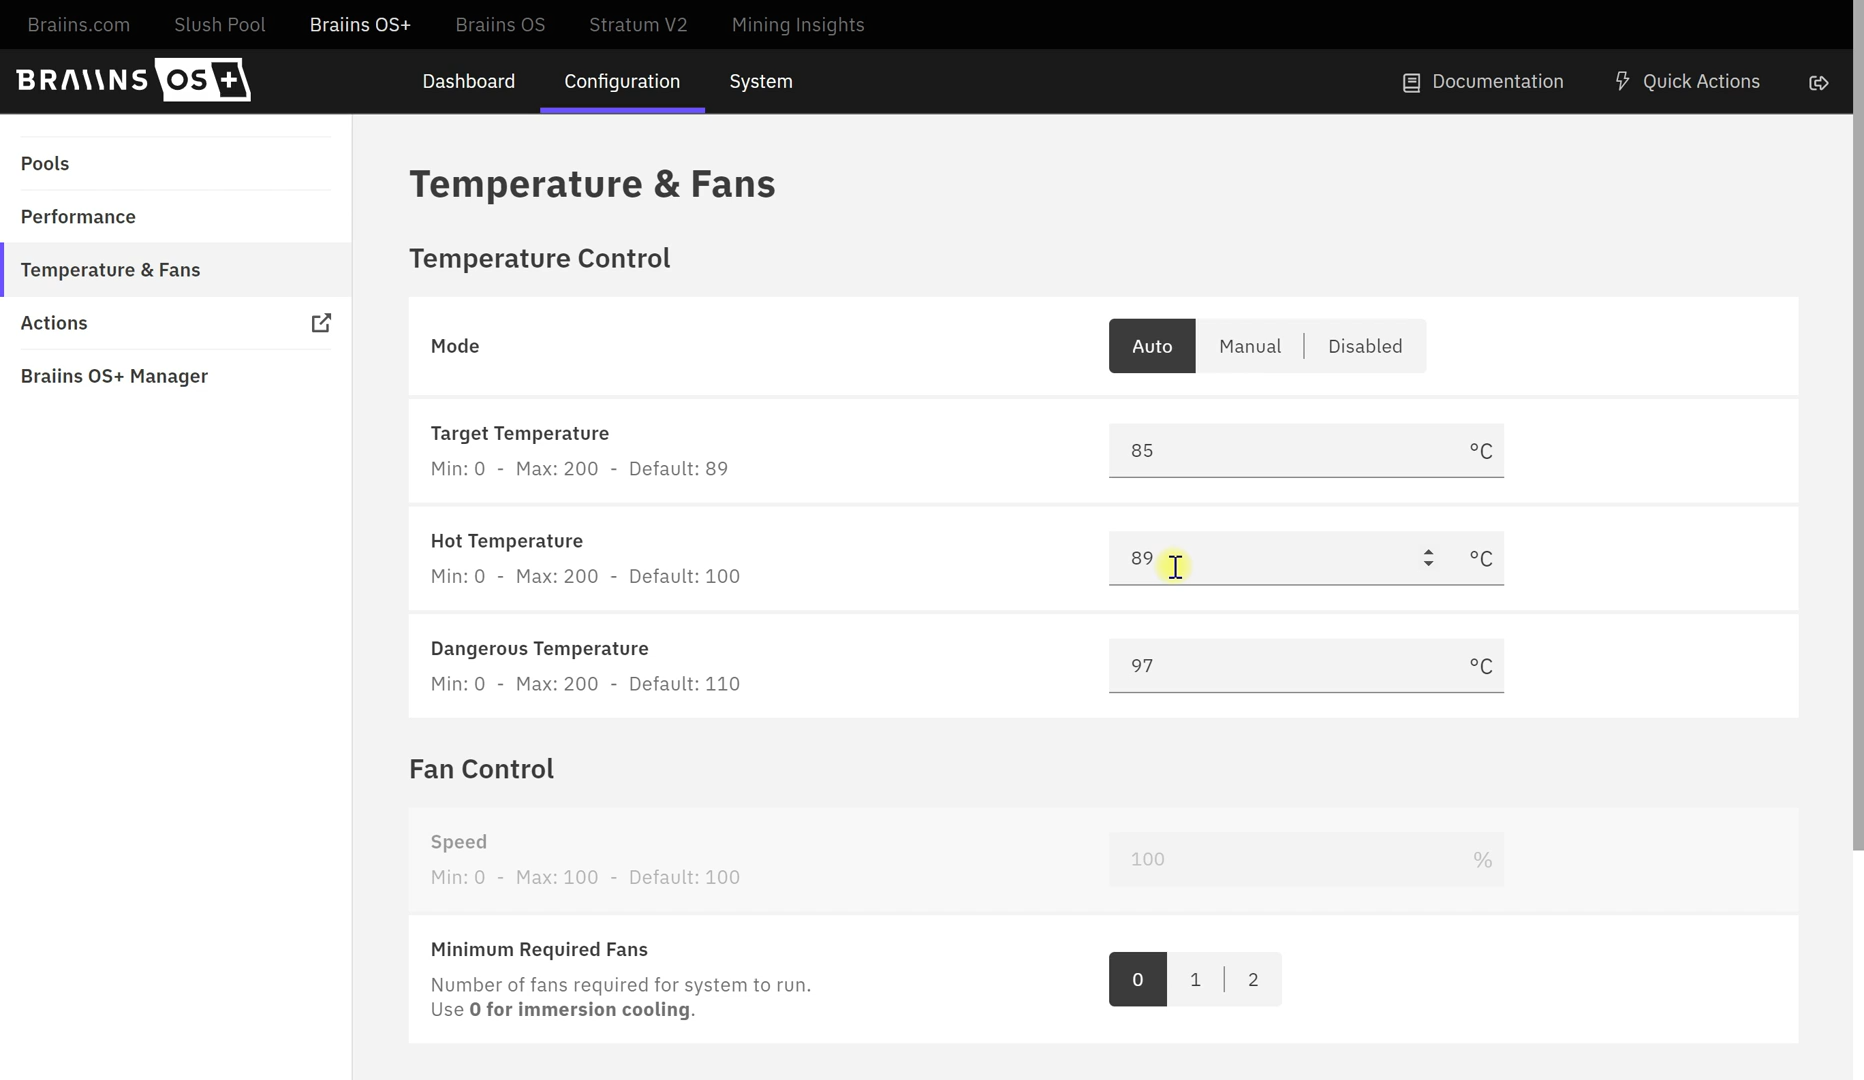 Braiins.com Slush Pool Braiins OS+ Braiins OS Stratum V2 Mining Insights
BRAIINS OS+ Dashboard Configuration System Documentation Quick Actions
Pools
Performance
Temperature & Fans
Actions
Braiins OS+ Manager
Temperature & Fans
Temperature Control
Mode Auto Manual Disabled
Target Temperature
Min: 0 - Max: 200 - Default: 89
85 °C
Hot Temperature
Min: 0 - Max: 200 - Default: 100
89 °C
Dangerous Temperature
Min: 0 - Max: 200 - Default: 110
97 °C
Fan Control
Speed
Min: 0 - Max: 100 - Default: 100
100 %
Minimum Required Fans
Number of fans required for system to run.
Use 0 for immersion cooling.
0 1 2